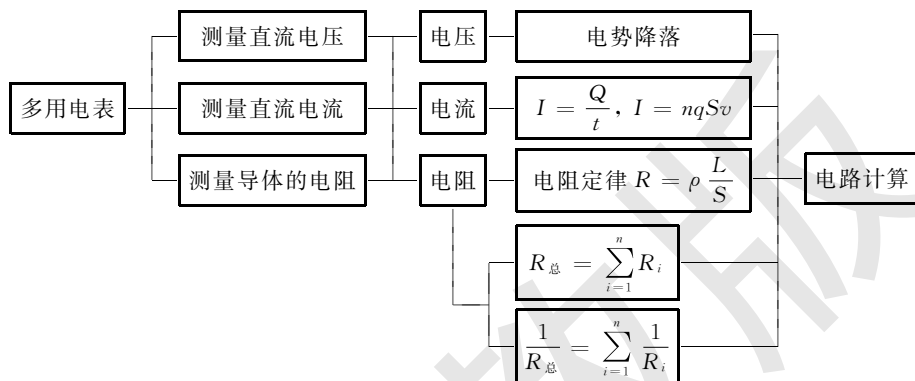 测量直流电压
电压
电势降落
多用电表
测量直流电流
电流
I = Q/t, I = nqSv
测量导体的电阻
电阻
电阻定律 R = ρ L/S
电路计算
R总 = ∑_{i=1}^{n} R_i
1/R总 = ∑_{i=1}^{n} 1/R_i
版